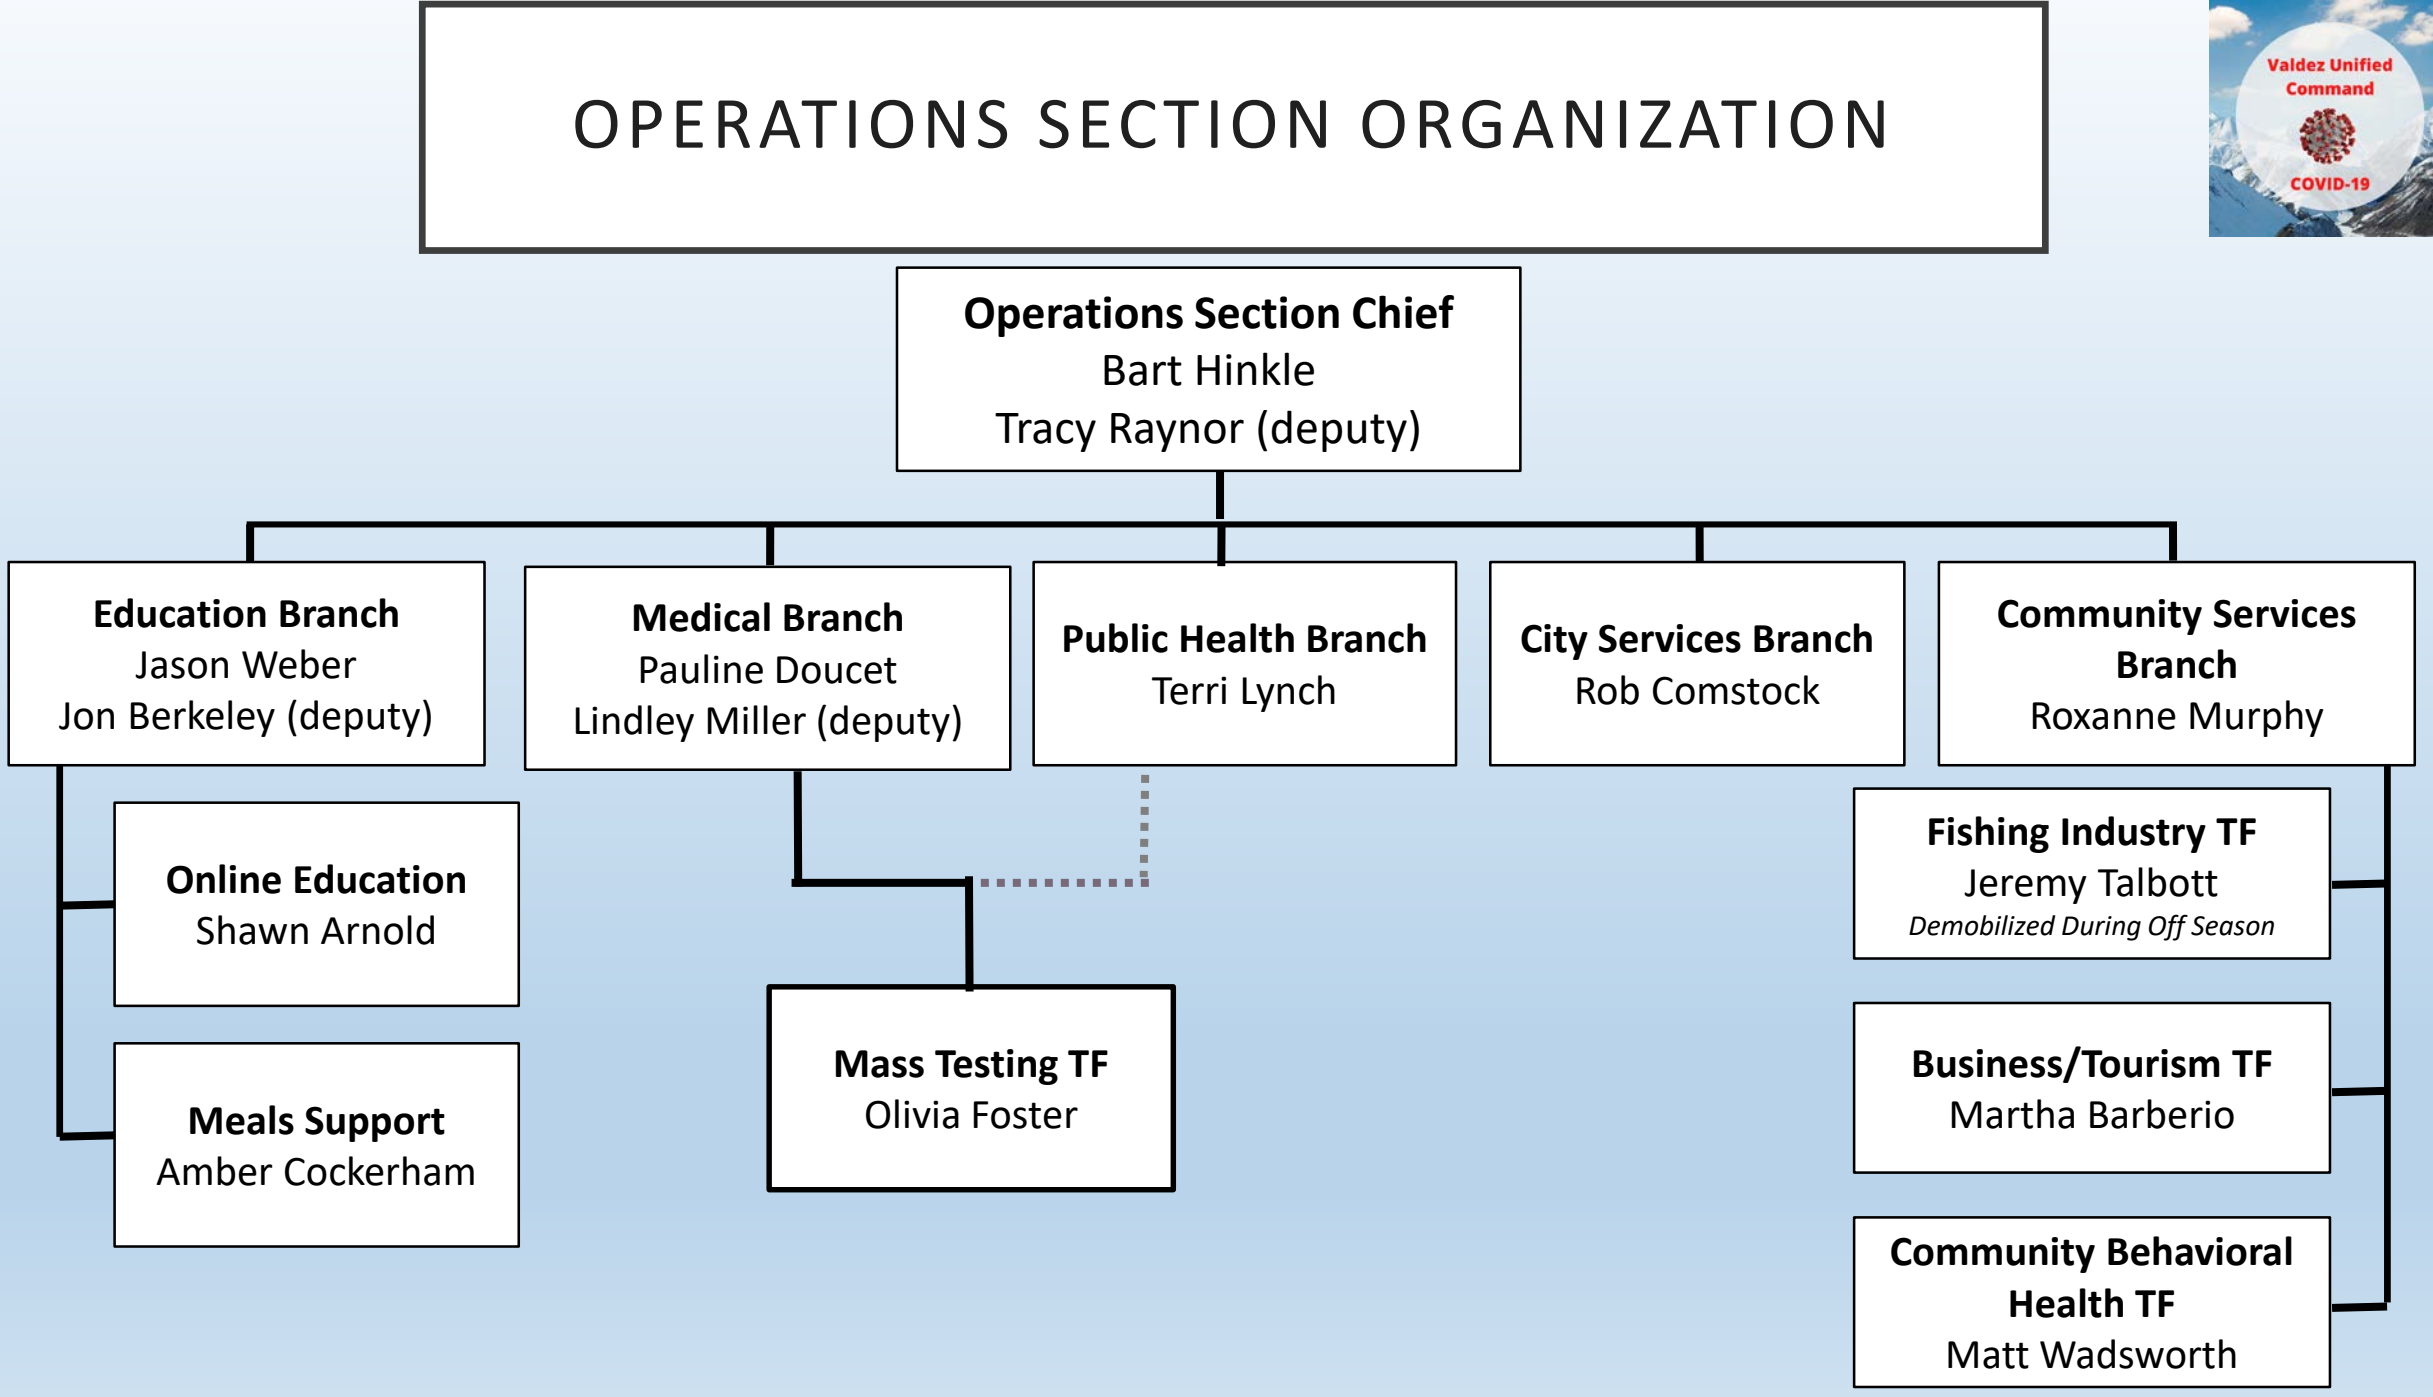 OPERATIONS SECTION ORGANIZATION
Valdez Unified
Command
COVID-19
Operations Section Chief
Bart Hinkle
Tracy Raynor (deputy)
Education Branch
Jason Weber
Jon Berkeley (deputy)
Medical Branch
Pauline Doucet
Lindley Miller (deputy)
Public Health Branch
Terri Lynch
City Services Branch
Rob Comstock
Community Services
Branch
Roxanne Murphy
Online Education
Shawn Arnold
Meals Support
Amber Cockerham
Mass Testing TF
Olivia Foster
Fishing Industry TF
Jeremy Talbott
Demobilized During Off Season
Business/Tourism TF
Martha Barberio
Community Behavioral
Health TF
Matt Wadsworth